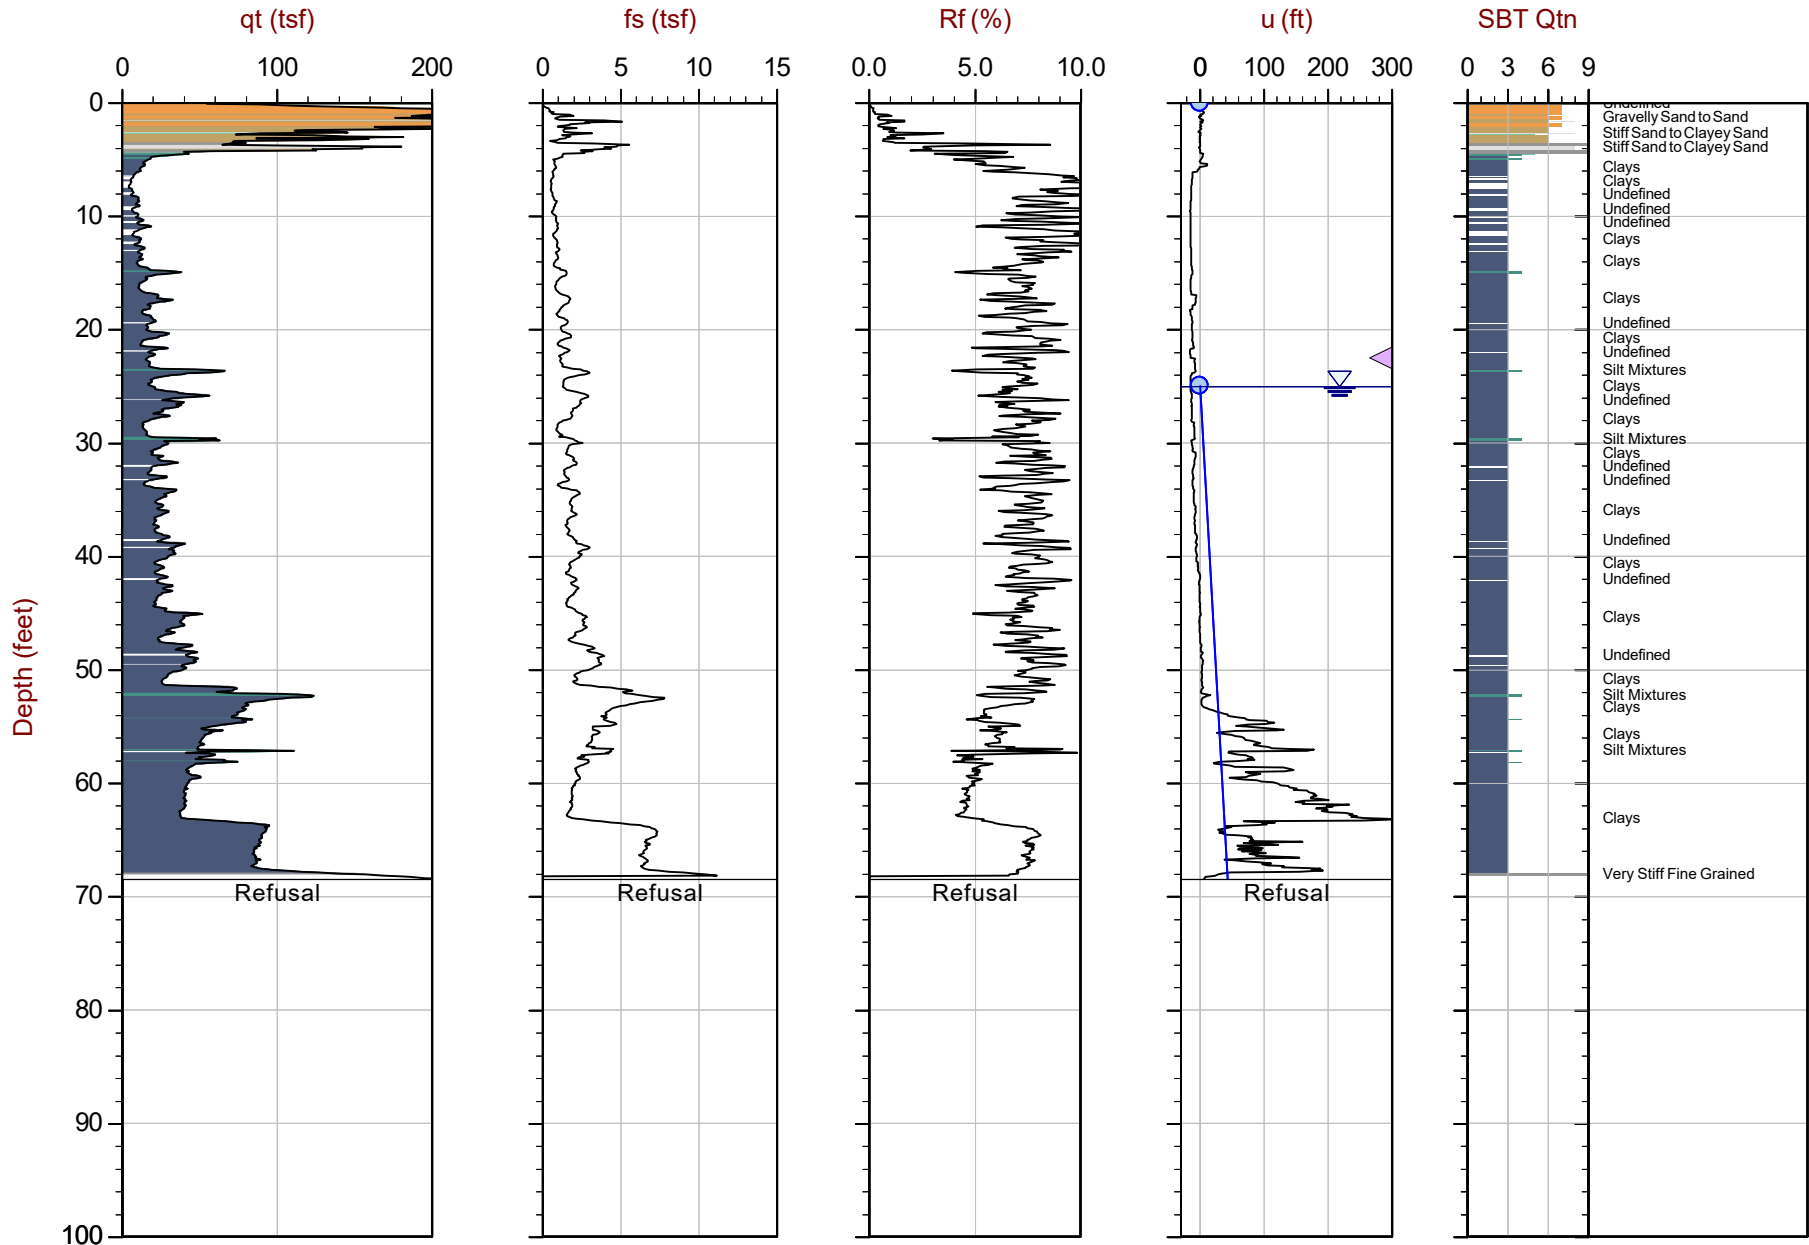 qt (tsf)
fs (tsf)
Rf (%)
u (ft)
SBT Qtn
0 100 200
0 5 10 15
0.0 5.0 10.0
0 100 200 300
0 3 6 9
0
10
20
30
40
50
60
70
80
90
100
Depth (feet)
Undefined
Gravelly Sand to Sand
Stiff Sand to Clayey Sand
Stiff Sand to Clayey Sand
Clays
Clays
Undefined
Undefined
Undefined
Clays
Clays
Clays
Undefined
Clays
Undefined
Silt Mixtures
Clays
Undefined
Clays
Silt Mixtures
Clays
Undefined
Undefined
Clays
Undefined
Clays
Undefined
Clays
Undefined
Clays
Silt Mixtures
Clays
Clays
Silt Mixtures
Clays
Very Stiff Fine Grained
Refusal
Refusal
Refusal
Refusal